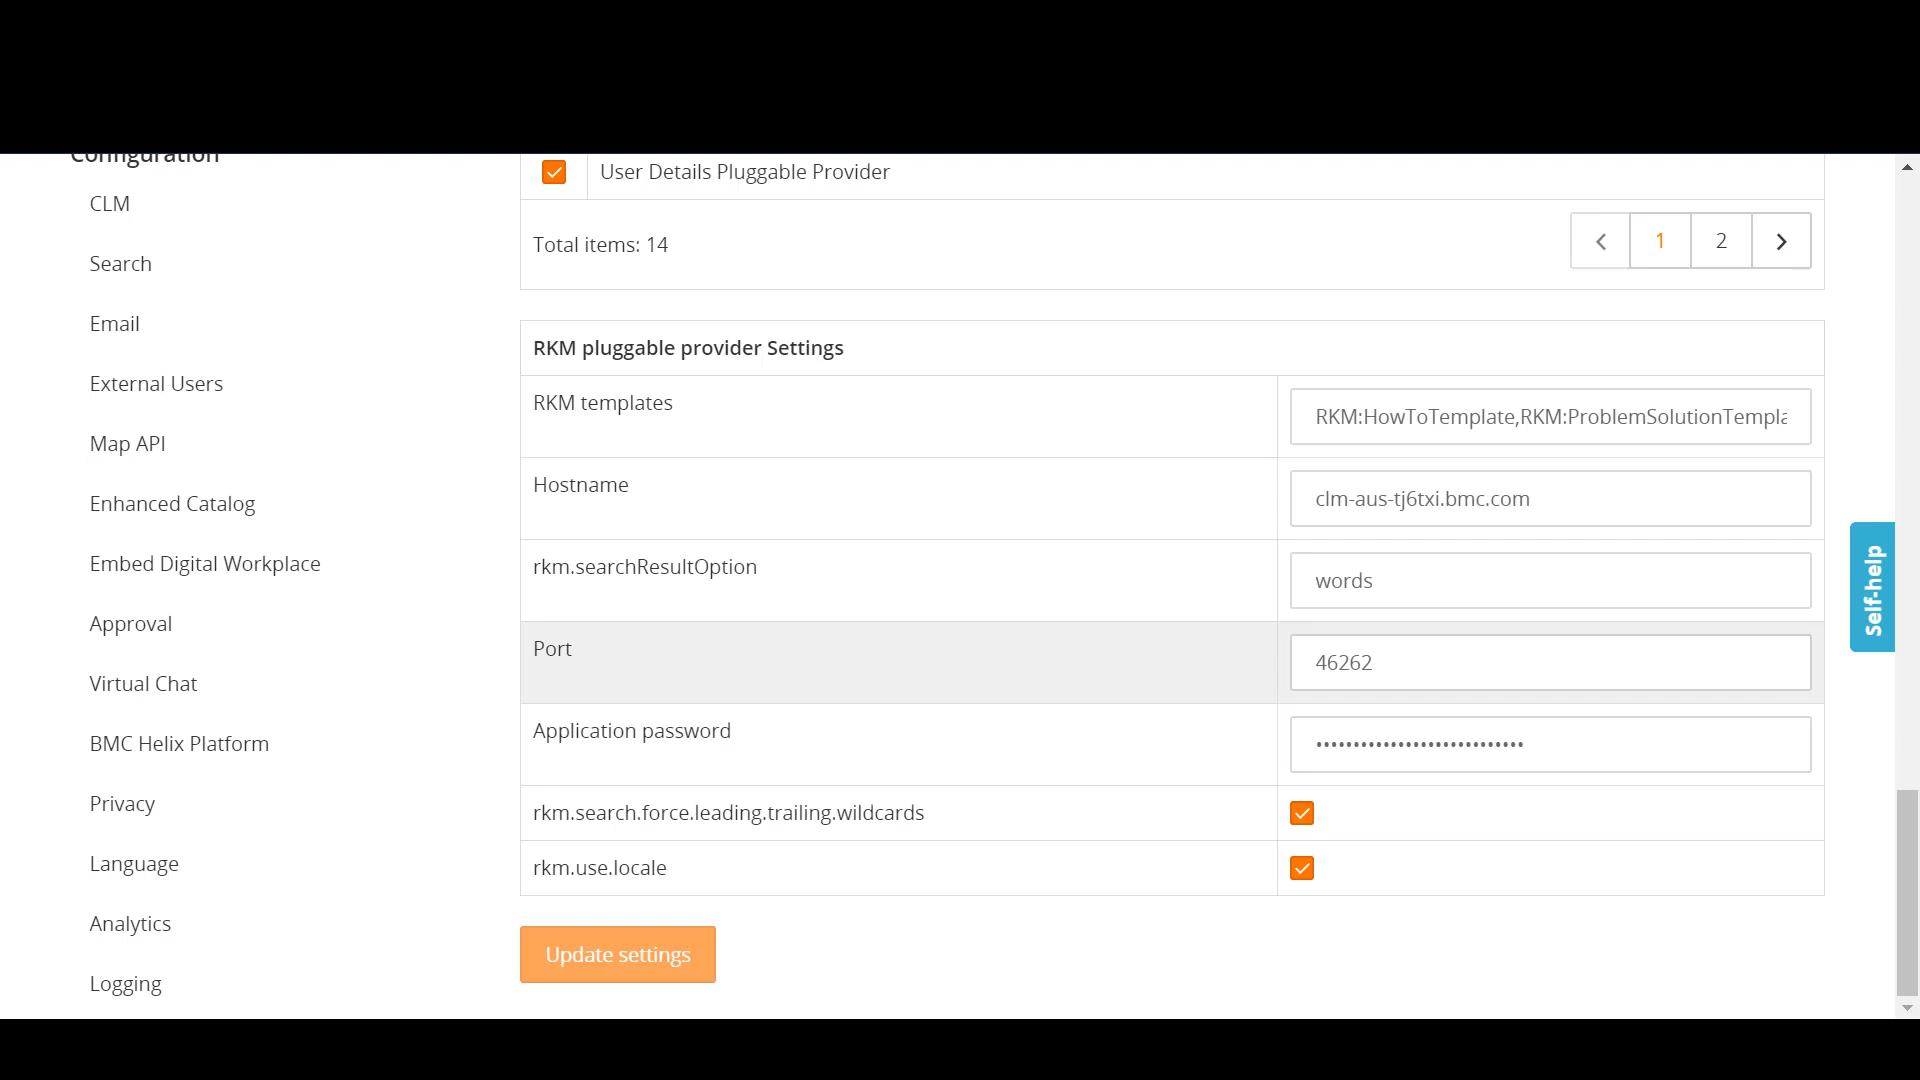 Configuration
CLM
Search
Email
External Users
Map API
Enhanced Catalog
Embed Digital Workplace
Approval
Virtual Chat
BMC Helix Platform
Privacy
Language
Analytics
Logging
User Details Pluggable Provider
Total items: 14
1
2
RKM pluggable provider Settings
RKM templates
RKM:HowToTemplate,RKM:ProblemSolutionTempla
Hostname
clm-aus-tj6txi.bmc.com
rkm.searchResultOption
words
Port
46262
Application password
••••••••••••••••••••••••••••
rkm.search.force.leading.trailing.wildcards
rkm.use.locale
Update settings
Self-help